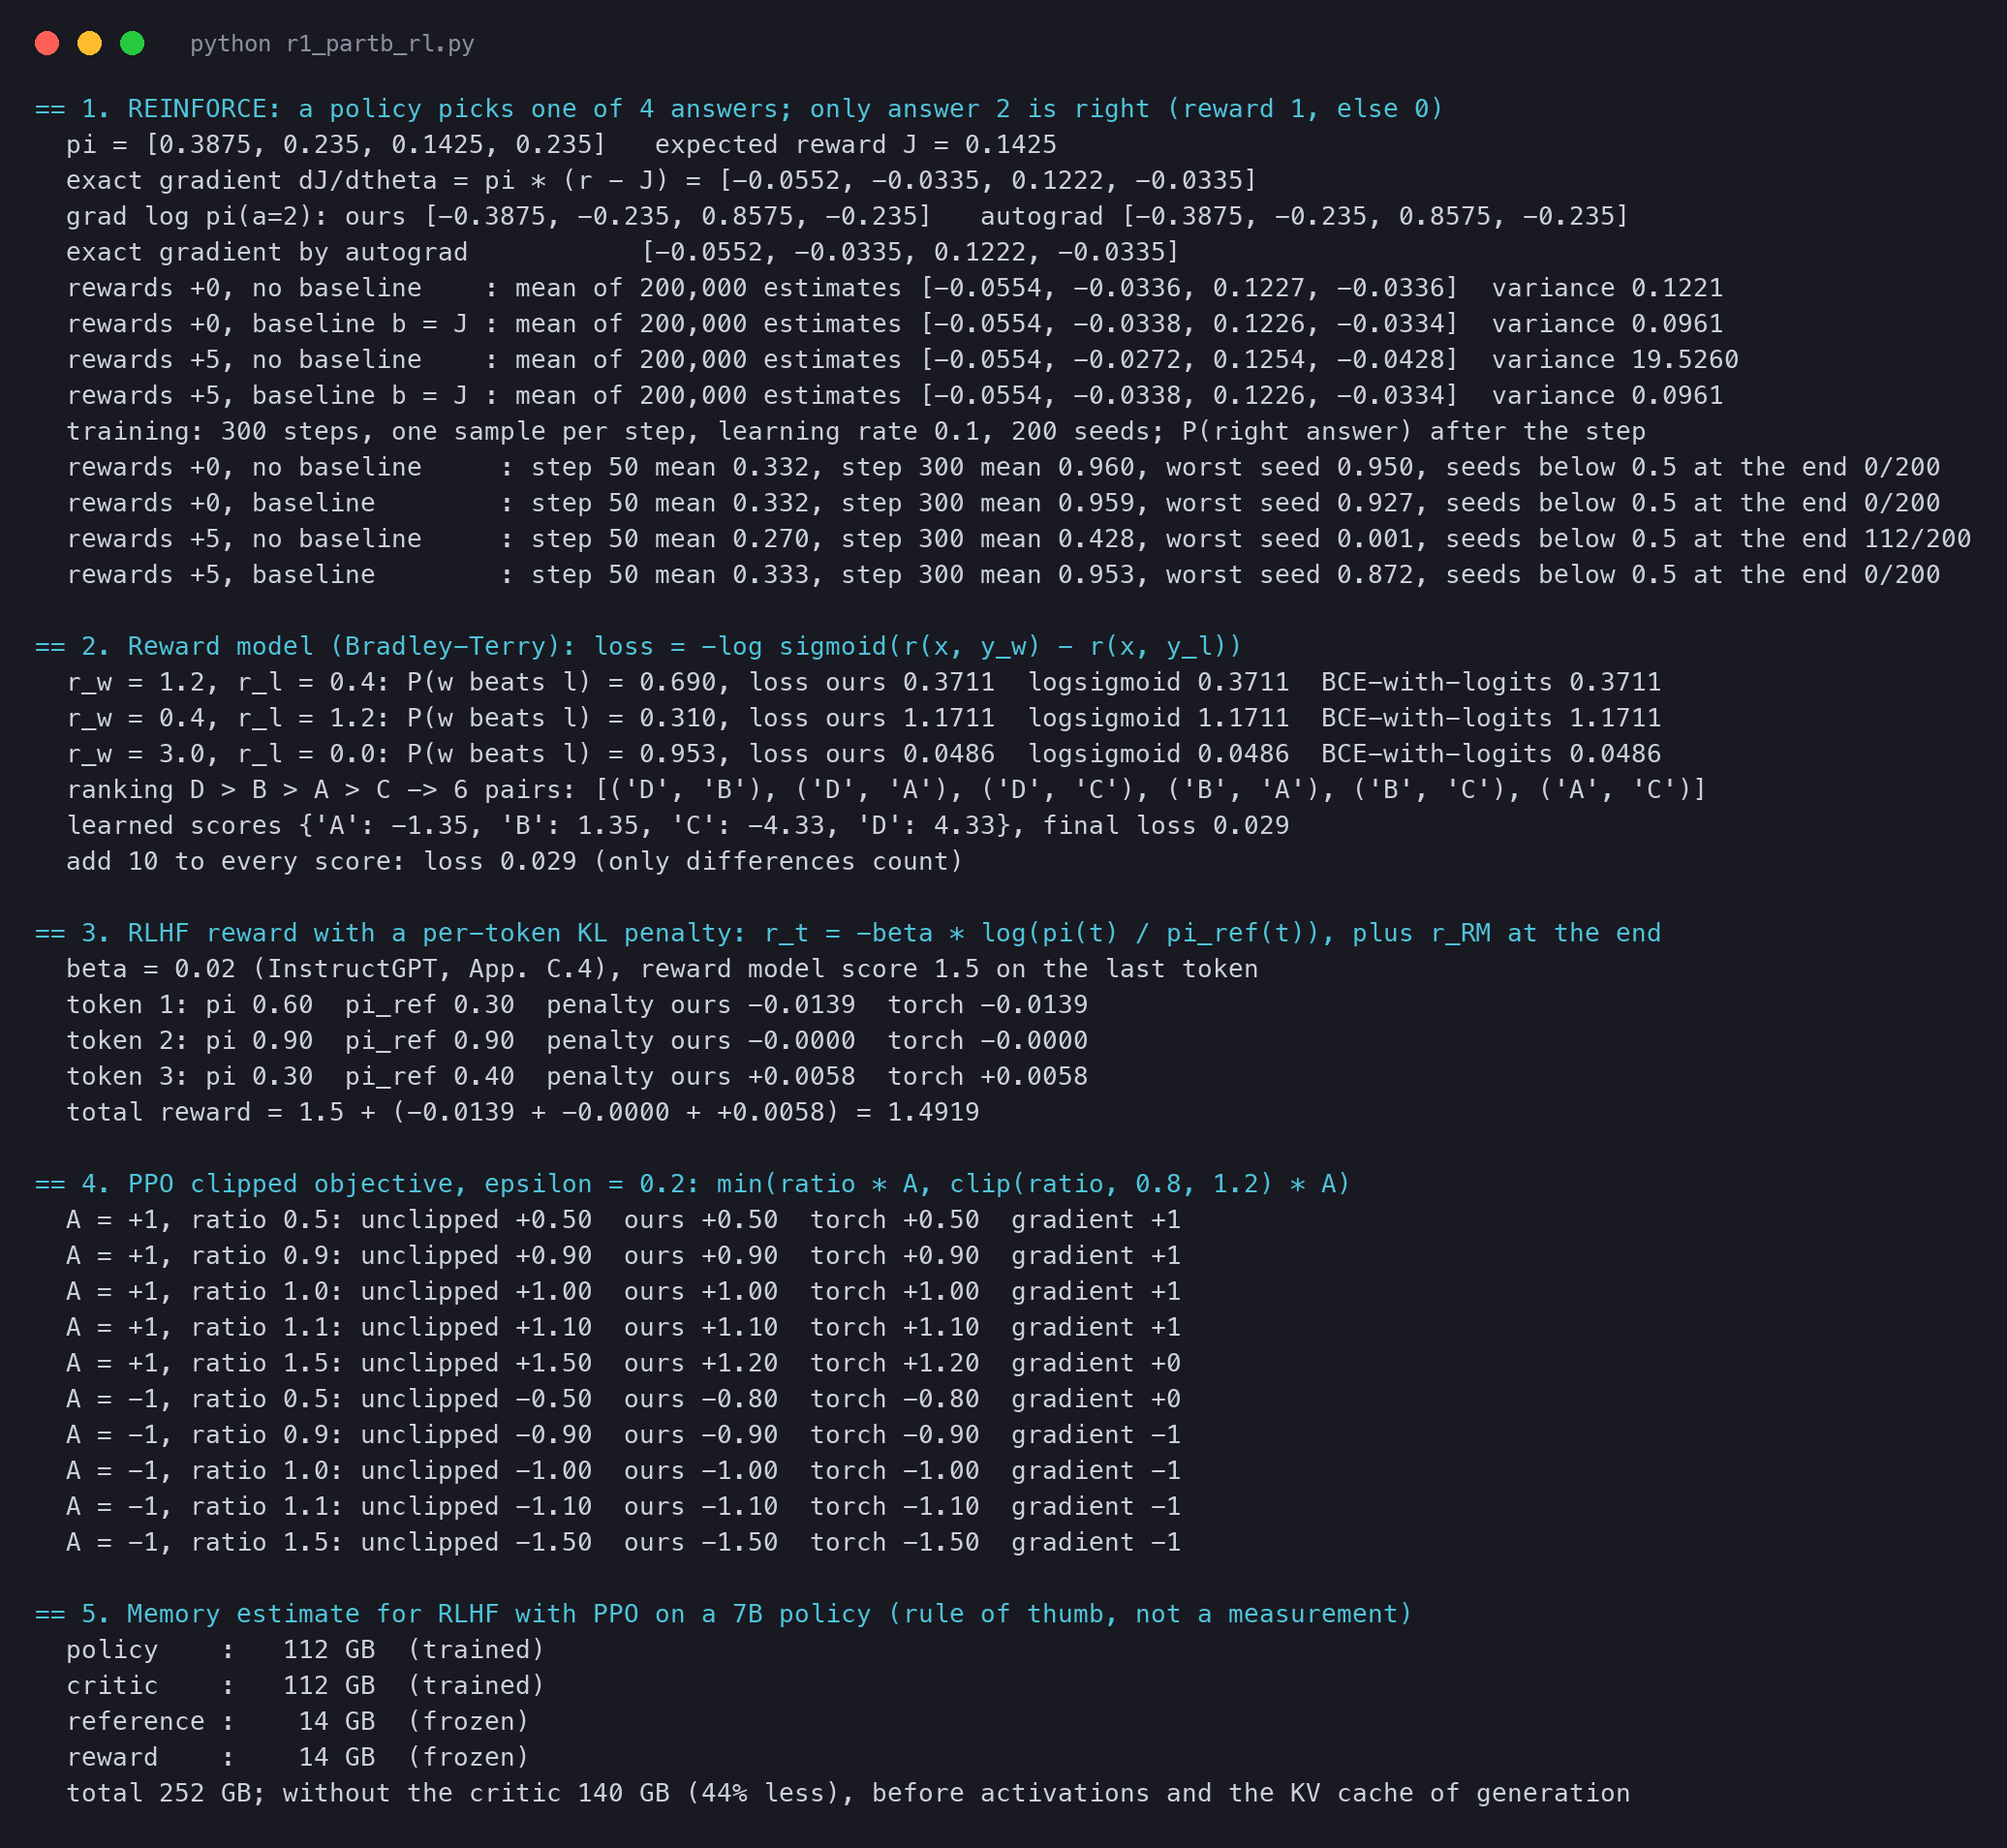 python r1_partb_rl.py
== 1. REINFORCE: a policy picks one of 4 answers; only answer 2 is right (reward 1, else 0)
pi = [0.3875, 0.235, 0.1425, 0.235]   expected reward J = 0.1425
exact gradient dJ/dtheta = pi * (r − J) = [−0.0552, −0.0335, 0.1222, −0.0335]
grad log pi(a=2): ours [−0.3875, −0.235, 0.8575, −0.235]   autograd [−0.3875, −0.235, 0.8575, −0.235]
exact gradient by autograd           [−0.0552, −0.0335, 0.1222, −0.0335]
rewards +0, no baseline    : mean of 200,000 estimates [−0.0554, −0.0336, 0.1227, −0.0336]  variance 0.1221
rewards +0, baseline b = J : mean of 200,000 estimates [−0.0554, −0.0338, 0.1226, −0.0334]  variance 0.0961
rewards +5, no baseline    : mean of 200,000 estimates [−0.0554, −0.0272, 0.1254, −0.0428]  variance 19.5260
rewards +5, baseline b = J : mean of 200,000 estimates [−0.0554, −0.0338, 0.1226, −0.0334]  variance 0.0961
training: 300 steps, one sample per step, learning rate 0.1, 200 seeds; P(right answer) after the step
rewards +0, no baseline     : step 50 mean 0.332, step 300 mean 0.960, worst seed 0.950, seeds below 0.5 at the end 0/200
rewards +0, baseline        : step 50 mean 0.332, step 300 mean 0.959, worst seed 0.927, seeds below 0.5 at the end 0/200
rewards +5, no baseline     : step 50 mean 0.270, step 300 mean 0.428, worst seed 0.001, seeds below 0.5 at the end 112/200
rewards +5, baseline        : step 50 mean 0.333, step 300 mean 0.953, worst seed 0.872, seeds below 0.5 at the end 0/200
== 2. Reward model (Bradley−Terry): loss = −log sigmoid(r(x, y_w) − r(x, y_l))
r_w = 1.2, r_l = 0.4: P(w beats l) = 0.690, loss ours 0.3711  logsigmoid 0.3711  BCE−with−logits 0.3711
r_w = 0.4, r_l = 1.2: P(w beats l) = 0.310, loss ours 1.1711  logsigmoid 1.1711  BCE−with−logits 1.1711
r_w = 3.0, r_l = 0.0: P(w beats l) = 0.953, loss ours 0.0486  logsigmoid 0.0486  BCE−with−logits 0.0486
ranking D > B > A > C −> 6 pairs: [('D', 'B'), ('D', 'A'), ('D', 'C'), ('B', 'A'), ('B', 'C'), ('A', 'C')]
learned scores {'A': −1.35, 'B': 1.35, 'C': −4.33, 'D': 4.33}, final loss 0.029
add 10 to every score: loss 0.029 (only differences count)
== 3. RLHF reward with a per−token KL penalty: r_t = −beta * log(pi(t) / pi_ref(t)), plus r_RM at the end
beta = 0.02 (InstructGPT, App. C.4), reward model score 1.5 on the last token
token 1: pi 0.60  pi_ref 0.30  penalty ours −0.0139  torch −0.0139
token 2: pi 0.90  pi_ref 0.90  penalty ours −0.0000  torch −0.0000
token 3: pi 0.30  pi_ref 0.40  penalty ours +0.0058  torch +0.0058
total reward = 1.5 + (−0.0139 + −0.0000 + +0.0058) = 1.4919
== 4. PPO clipped objective, epsilon = 0.2: min(ratio * A, clip(ratio, 0.8, 1.2) * A)
A = +1, ratio 0.5: unclipped +0.50  ours +0.50  torch +0.50  gradient +1
A = +1, ratio 0.9: unclipped +0.90  ours +0.90  torch +0.90  gradient +1
A = +1, ratio 1.0: unclipped +1.00  ours +1.00  torch +1.00  gradient +1
A = +1, ratio 1.1: unclipped +1.10  ours +1.10  torch +1.10  gradient +1
A = +1, ratio 1.5: unclipped +1.50  ours +1.20  torch +1.20  gradient +0
A = −1, ratio 0.5: unclipped −0.50  ours −0.80  torch −0.80  gradient +0
A = −1, ratio 0.9: unclipped −0.90  ours −0.90  torch −0.90  gradient −1
A = −1, ratio 1.0: unclipped −1.00  ours −1.00  torch −1.00  gradient −1
A = −1, ratio 1.1: unclipped −1.10  ours −1.10  torch −1.10  gradient −1
A = −1, ratio 1.5: unclipped −1.50  ours −1.50  torch −1.50  gradient −1
== 5. Memory estimate for RLHF with PPO on a 7B policy (rule of thumb, not a measurement)
policy    :   112 GB  (trained)
critic    :   112 GB  (trained)
reference :    14 GB  (frozen)
reward    :    14 GB  (frozen)
total 252 GB; without the critic 140 GB (44% less), before activations and the KV cache of generation